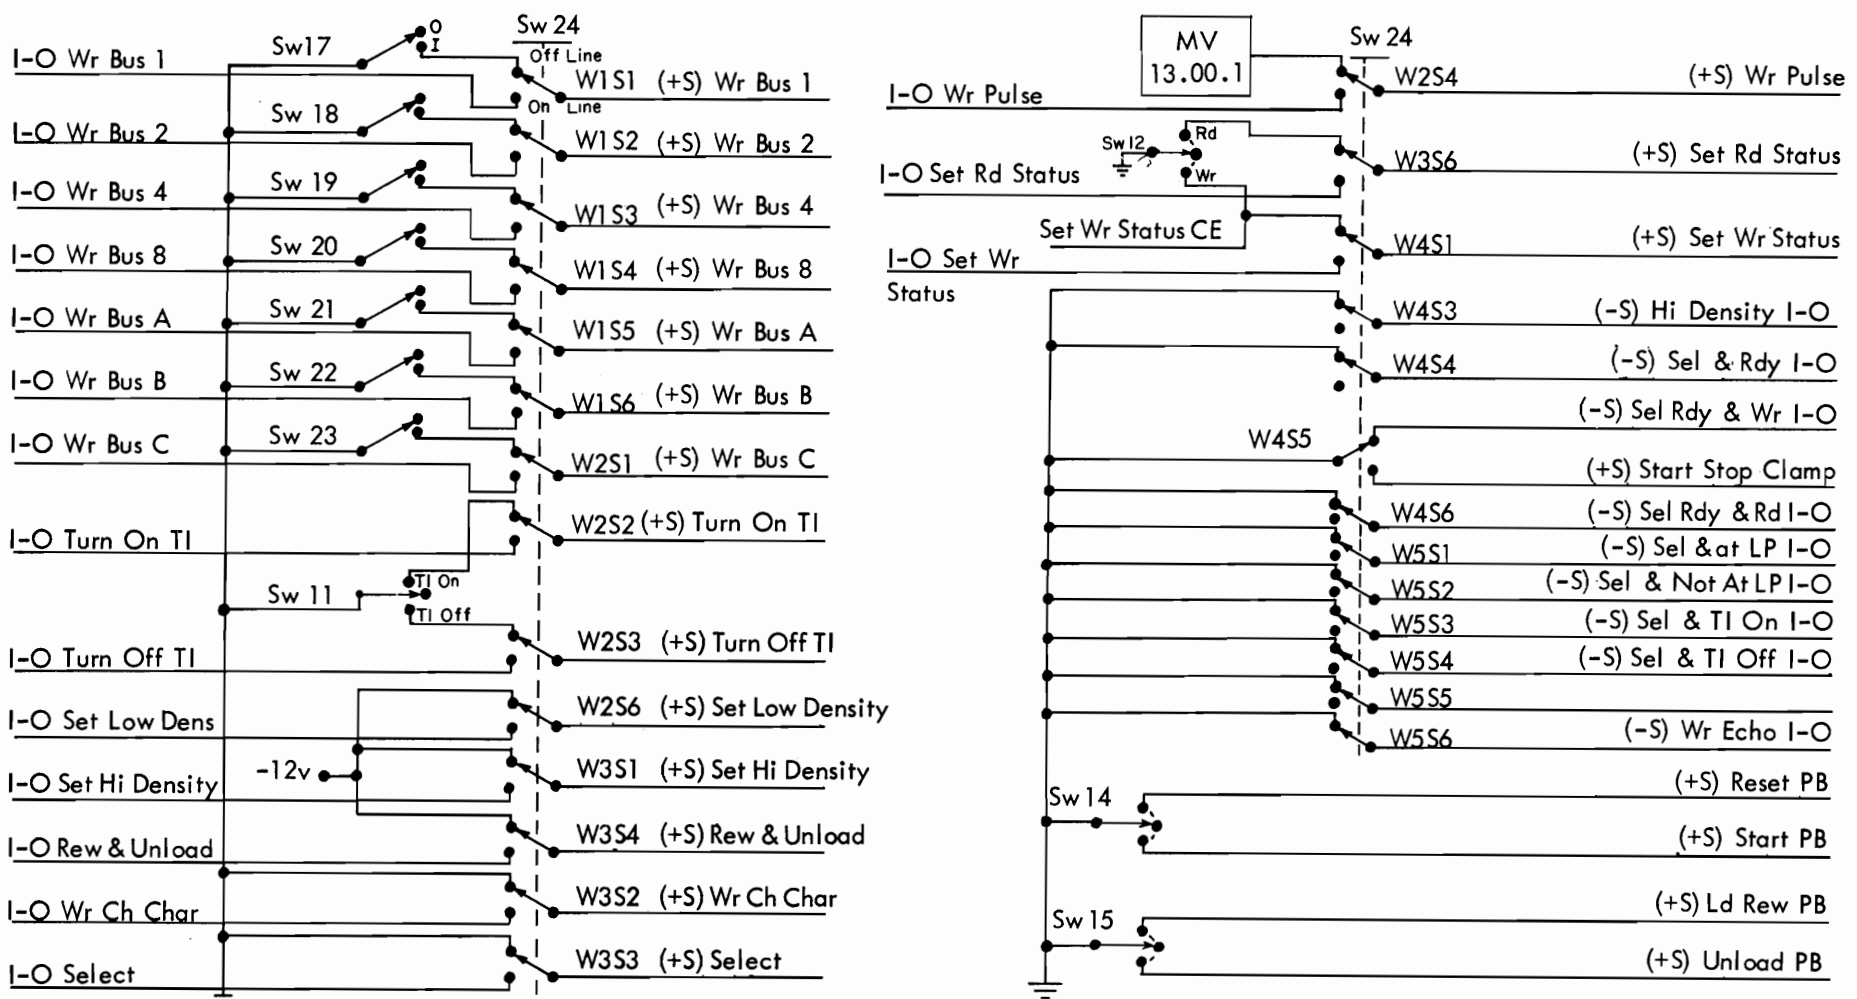 Sw 24
O
I
Sw17
Off Line
I-O Wr Bus 1
W1S1 (+S) Wr Bus 1
On Line
Sw 18
I-O Wr Bus 2
W1S2 (+S) Wr Bus 2
Sw 19
I-O Wr Bus 4
W1S3 (+S) Wr Bus 4
Sw 20
I-O Wr Bus 8
W1S4 (+S) Wr Bus 8
Sw 21
I-O Wr Bus A
W1S5 (+S) Wr Bus A
Sw 22
I-O Wr Bus B
W1S6 (+S) Wr Bus B
Sw 23
I-O Wr Bus C
W2S1 (+S) Wr Bus C
W2S2 (+S) Turn On TI
I-O Turn On TI
TI On
Sw 11
TI Off
W2S3 (+S) Turn Off TI
I-O Turn Off TI
W2S6 (+S) Set Low Density
I-O Set Low Dens
-12v
W3S1 (+S) Set Hi Density
I-O Set Hi Density
W3S4 (+S) Rew & Unload
I-O Rew & Unload
W3S2 (+S) Wr Ch Char
I-O Wr Ch Char
W3S3 (+S) Select
I-O Select
MV
13.00.1
Sw 24
W2S4 (+S) Wr Pulse
I-O Wr Pulse
Rd
Sw 12
Wr
W3S6 (+S) Set Rd Status
I-O Set Rd Status
Set Wr Status CE
W4S1 (+S) Set Wr Status
I-O Set Wr
Status
W4S3 (-S) Hi Density I-O
W4S4 (-S) Sel & Rdy I-O
(-S) Sel Rdy & Wr I-O
W4S5
(+S) Start Stop Clamp
W4S6 (-S) Sel Rdy & Rd I-O
W5S1 (-S) Sel & at LP I-O
W5S2 (-S) Sel & Not At LP I-O
W5S3 (-S) Sel & TI On I-O
W5S4 (-S) Sel & TI Off I-O
W5S5
W5S6 (-S) Wr Echo I-O
(+S) Reset PB
Sw 14
(+S) Start PB
(+S) Ld Rew PB
Sw 15
(+S) Unload PB